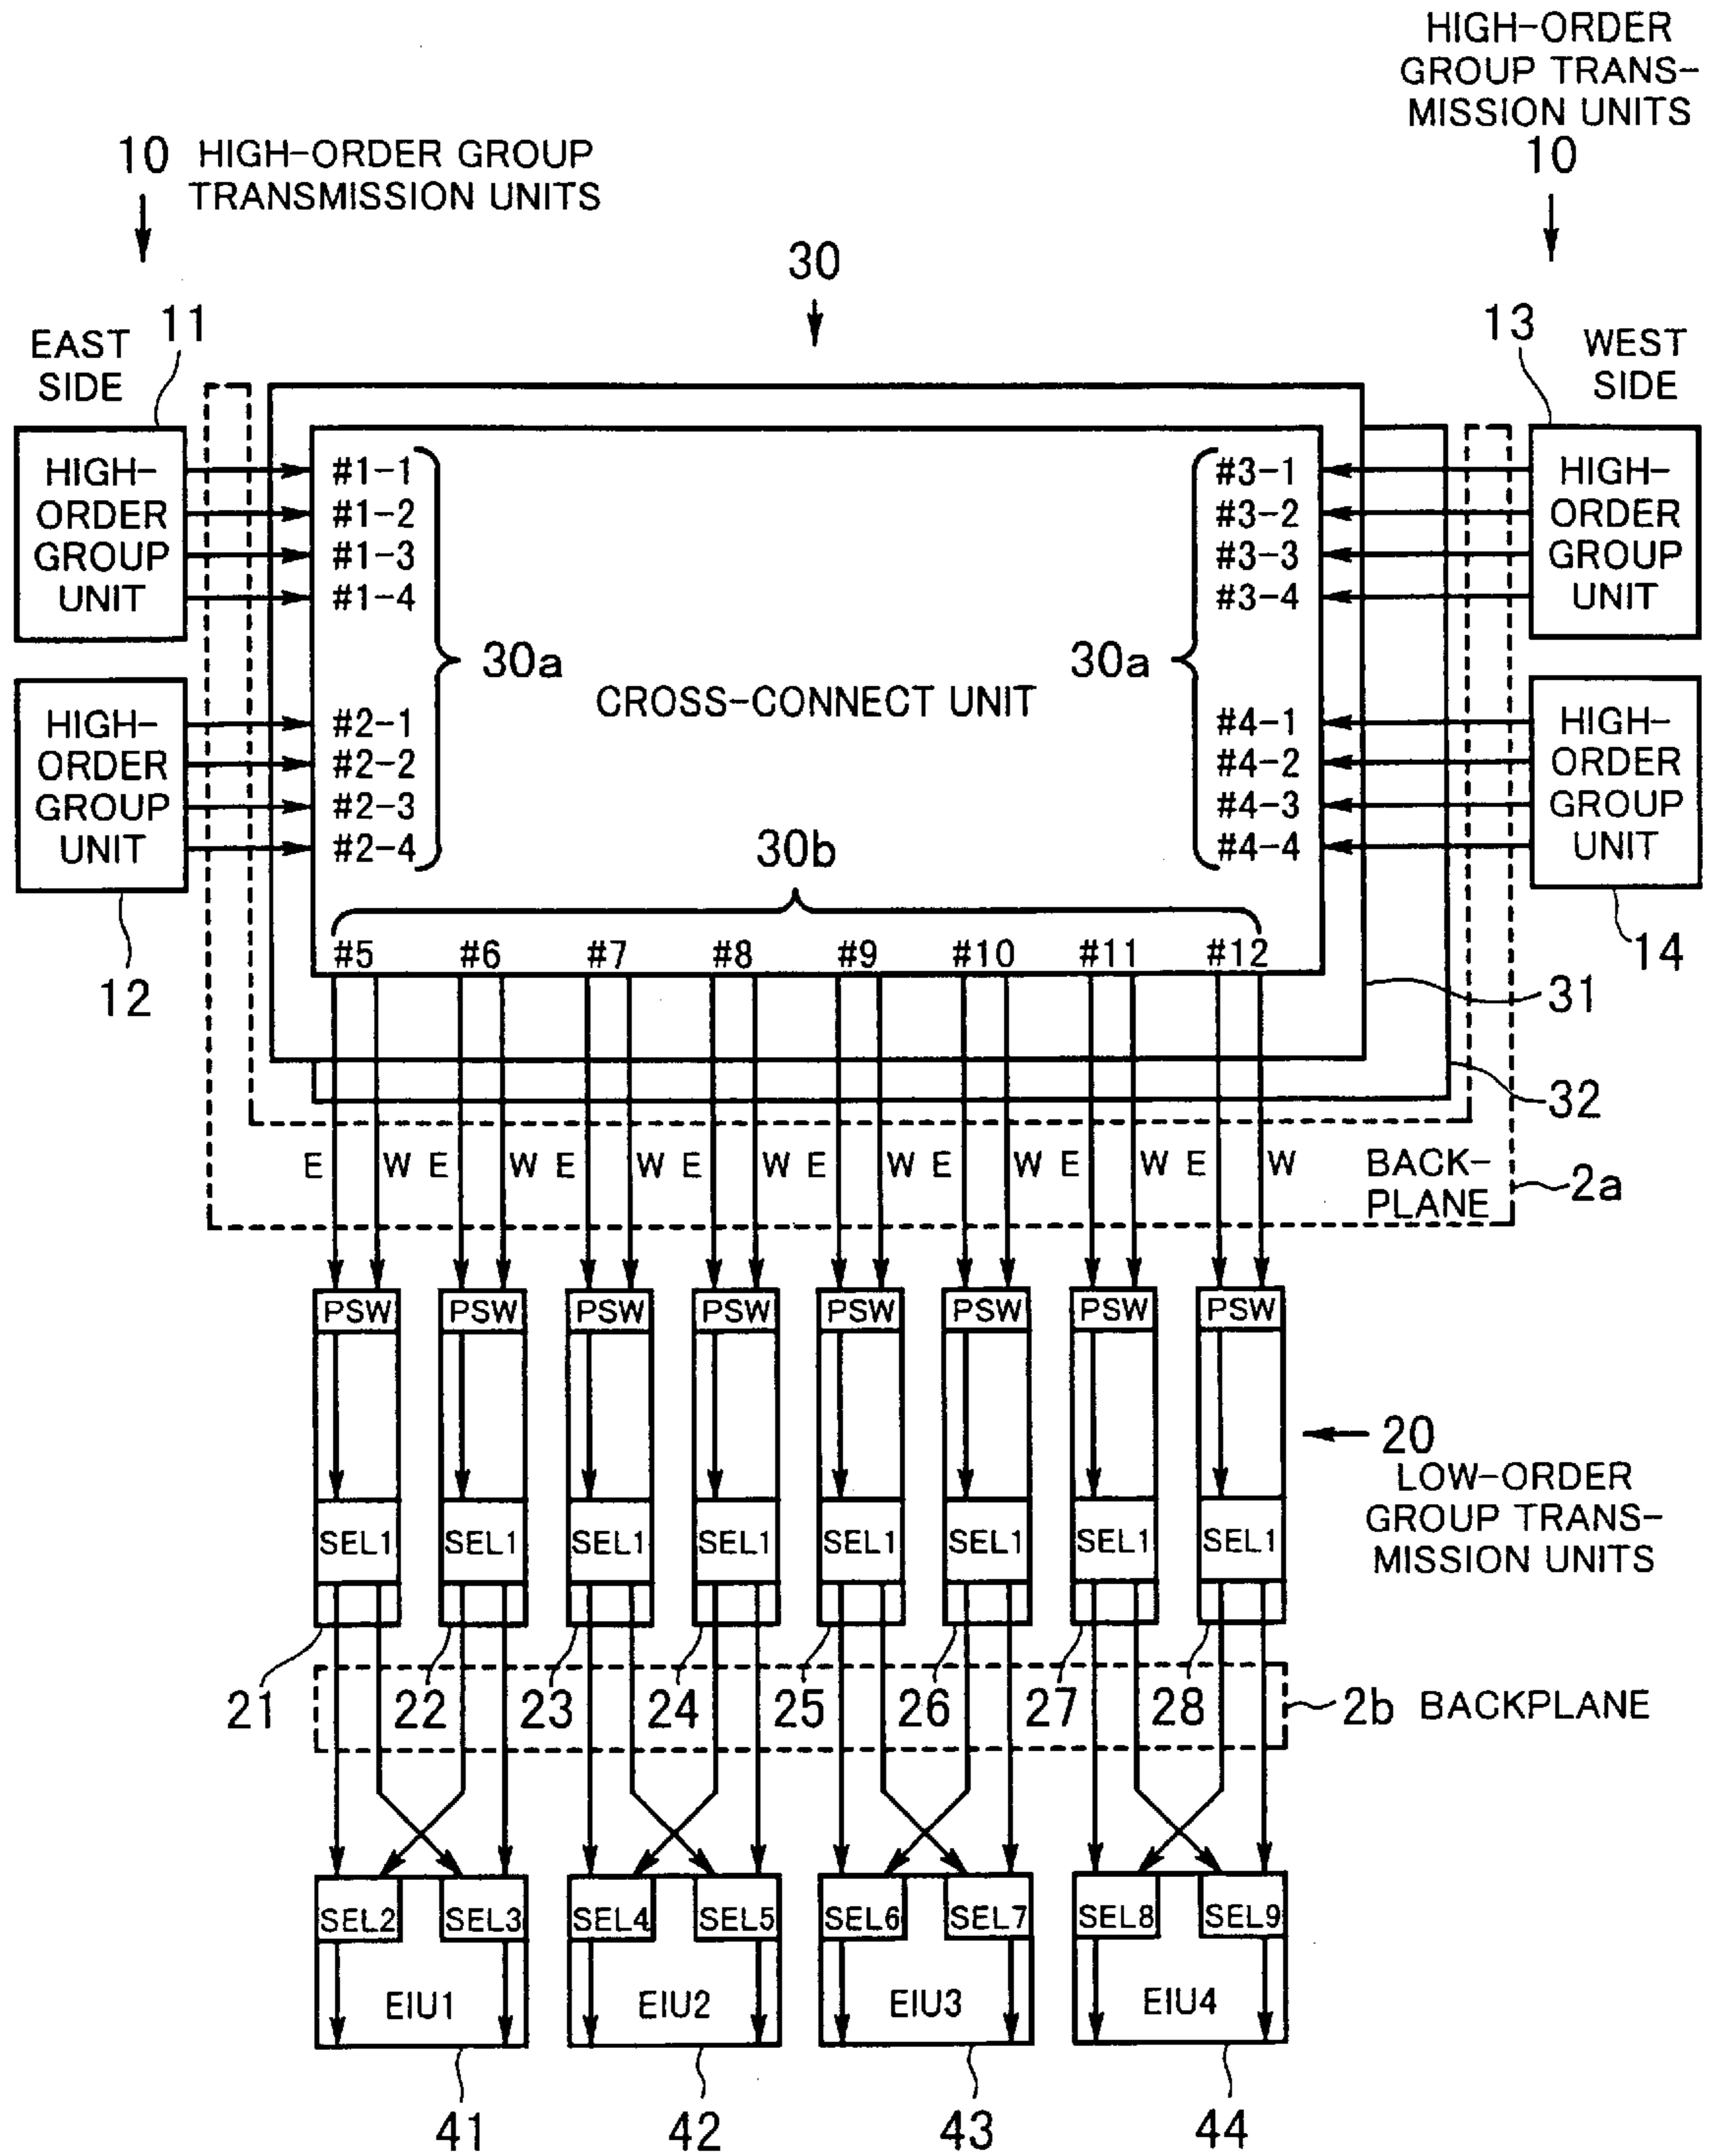 HIGH-ORDER
GROUP TRANS-
MISSION UNITS
10
10 HIGH-ORDER GROUP
TRANSMISSION UNITS
30
EAST
SIDE
11
13
WEST
SIDE
HIGH-
ORDER
GROUP
UNIT
#1-1
#1-2
#1-3
#1-4
30a
#3-1
#3-2
#3-3
#3-4
30a
HIGH-
ORDER
GROUP
UNIT
CROSS-CONNECT UNIT
HIGH-
ORDER
GROUP
UNIT
#2-1
#2-2
#2-3
#2-4
#4-1
#4-2
#4-3
#4-4
HIGH-
ORDER
GROUP
UNIT
30b
#5 #6 #7 #8 #9 #10 #11 #12
12
14
31
32
E W E W E W E W E W E W E W E W
BACK-
PLANE
2a
PSW PSW PSW PSW PSW PSW PSW PSW
20
LOW-ORDER
GROUP TRANS-
MISSION UNITS
SEL1 SEL1 SEL1 SEL1 SEL1 SEL1 SEL1 SEL1
21 22 23 24 25 26 27 28
2b BACKPLANE
SEL2 SEL3 SEL4 SEL5 SEL6 SEL7 SEL8 SEL9
EIU1 EIU2 EIU3 EIU4
41 42 43 44